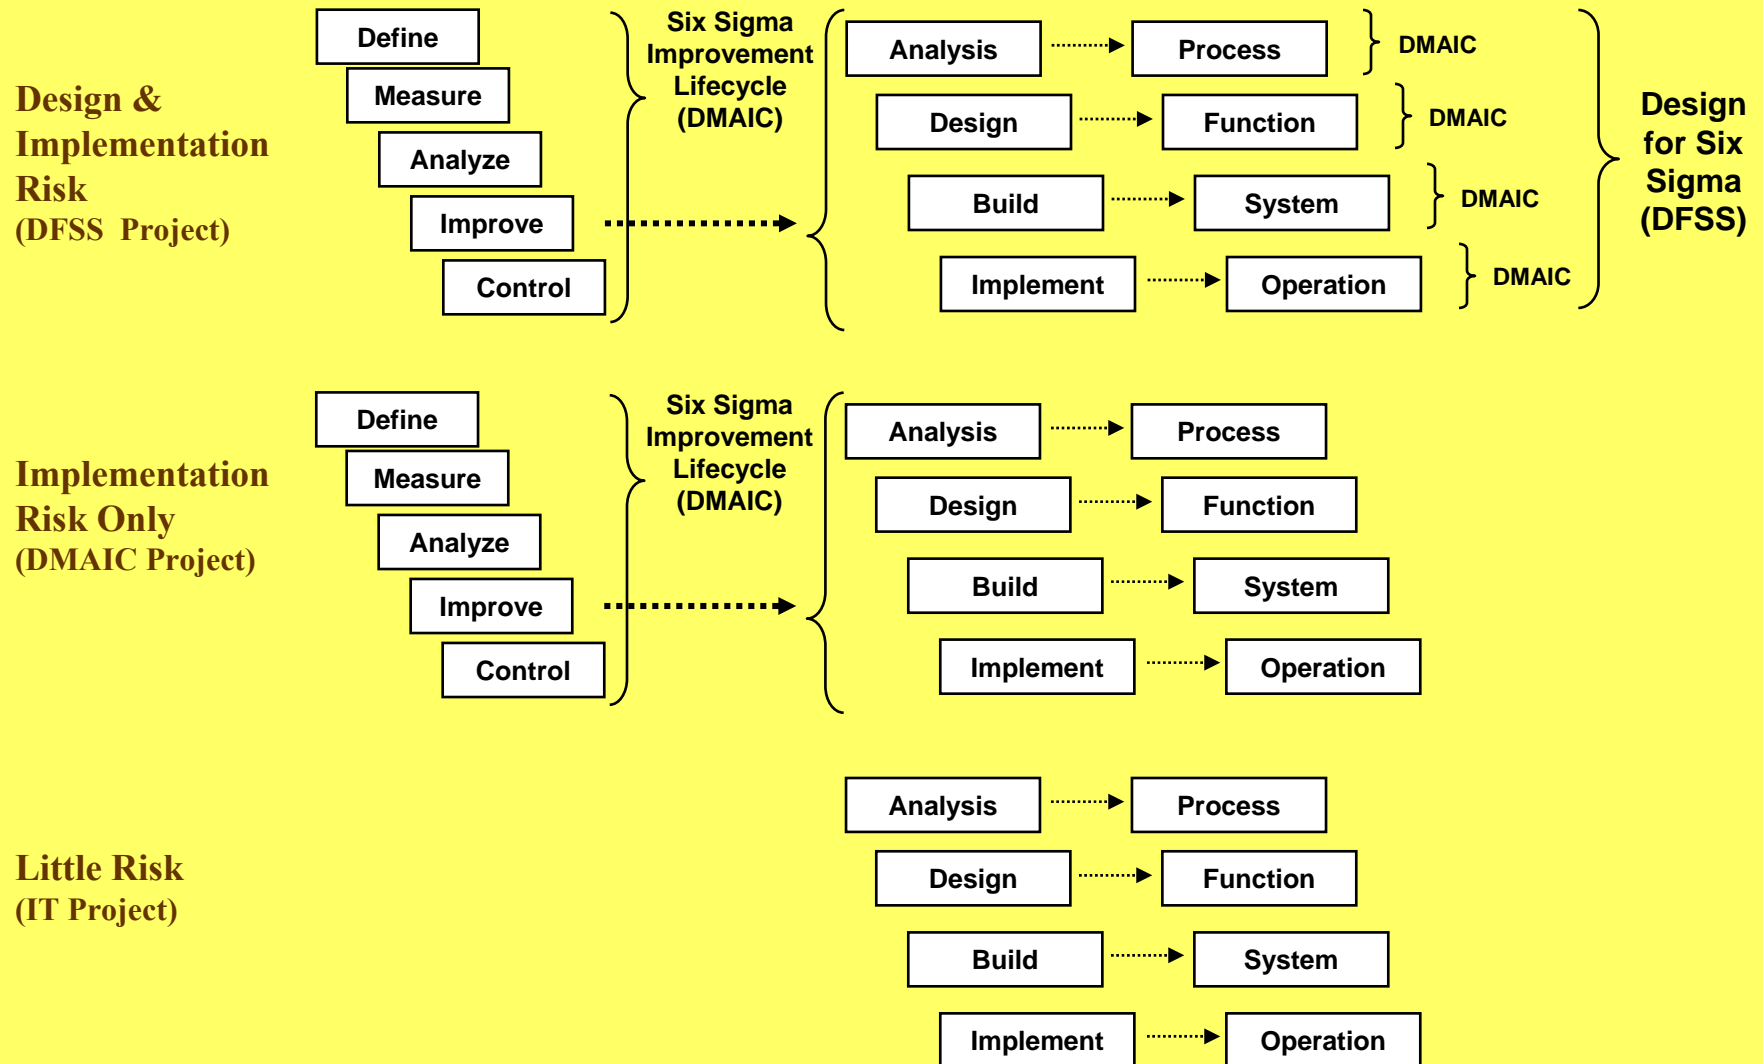 Design &
Implementation
Risk
(DFSS  Project)
Define
Measure
Analyze
Improve
Control
Six Sigma
Improvement
Lifecycle
(DMAIC)
Analysis
Process
DMAIC
Design
Function
DMAIC
Build
System
DMAIC
Implement
Operation
DMAIC
Design
for Six
Sigma
(DFSS)
Implementation
Risk Only
(DMAIC Project)
Define
Measure
Analyze
Improve
Control
Six Sigma
Improvement
Lifecycle
(DMAIC)
Analysis
Process
Design
Function
Build
System
Implement
Operation
Little Risk
(IT Project)
Analysis
Process
Design
Function
Build
System
Implement
Operation